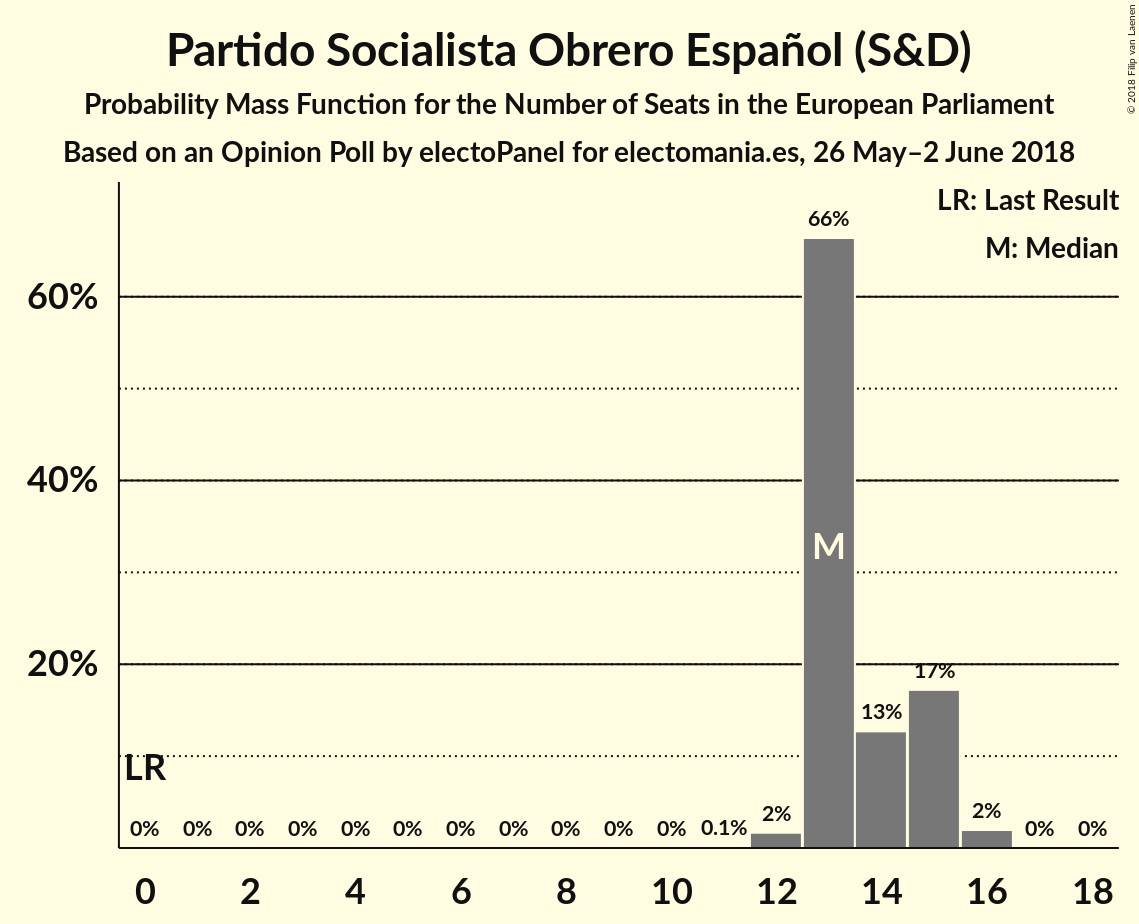 Partido Socialista Obrero Español (S&D)
Probability Mass Function for the Number of Seats in the European Parliament
Based on an Opinion Poll by electoPanel for electomania.es, 26 May–2 June 2018
© 2018 Filip van Laenen
LR: Last Result
M: Median
66%
60%
40%
M
20%
17%
13%
LR
0% 0% 0% 0% 0% 0% 0% 0% 0% 0% 0% 0.1% 2% 2% 0% 0%
0 2 4 6 8 10 12 14 16 18